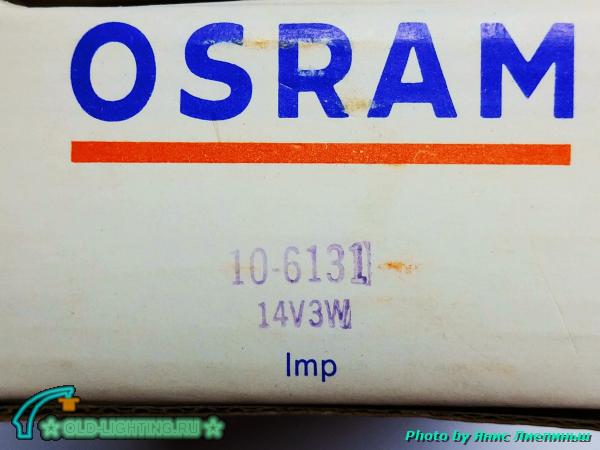 OSRAM
10-6131
14V3W
Imp
OLD-LIGHTING.RU
Photo by Янис Лиепиньш